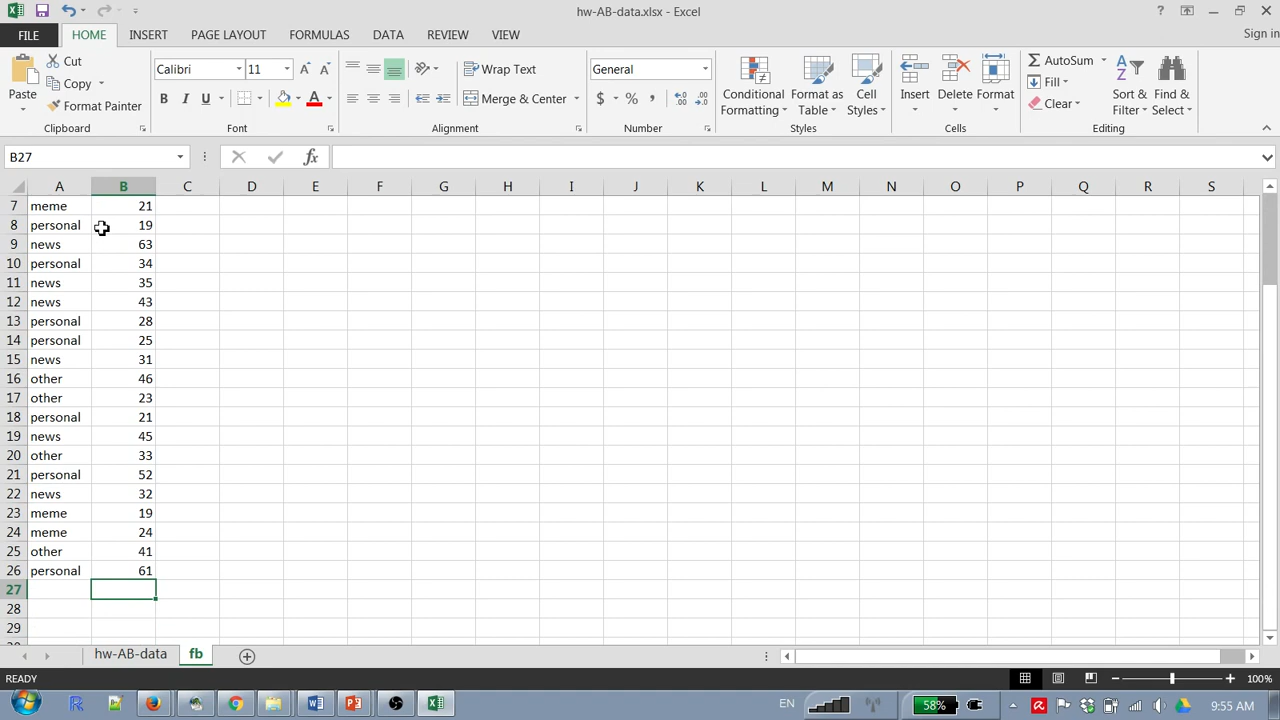 hw-AB-data.xlsx - Excel
FILE HOME INSERT PAGE LAYOUT FORMULAS DATA REVIEW VIEW Sign in
Paste
Cut
Copy
Format Painter
Calibri 11
B I U
Wrap Text
Merge & Center
General
$ % ,
Conditional Formatting
Format as Table
Cell Styles
Insert Delete Format
AutoSum
Fill
Clear
Sort & Filter
Find & Select
Clipboard Font Alignment Number Styles Cells Editing
B27 fx
A B C D E F G H I J K L M N O P Q R S
7 meme 21
8 personal 19
9 news 63
10 personal 34
11 news 35
12 news 43
13 personal 28
14 personal 25
15 news 31
16 other 46
17 other 23
18 personal 21
19 news 45
20 other 33
21 personal 52
22 news 32
23 meme 19
24 meme 24
25 other 41
26 personal 61
27
28
29
hw-AB-data fb
READY 100%
EN 58% 9:55 AM